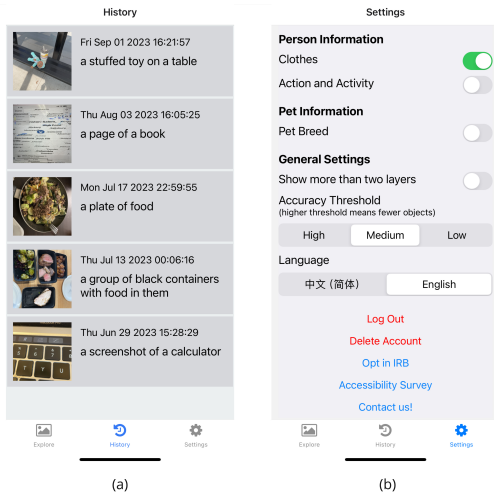 History
Fri Sep 01 2023 16:21:57
a stuffed toy on a table
Thu Aug 03 2023 16:05:25
a page of a book
Mon Jul 17 2023 22:59:55
a plate of food
Thu Jul 13 2023 00:06:16
a group of black containers
with food in them
Thu Jun 29 2023 15:28:29
a screenshot of a calculator
Explore
History
Settings
(a)
Settings
Person Information
Clothes
Action and Activity
Pet Information
Pet Breed
General Settings
Show more than two layers
Accuracy Threshold
(higher threshold means fewer objects)
High Medium Low
Language
中文 (简体) English
Log Out
Delete Account
Opt in IRB
Accessibility Survey
Contact us!
Explore
History
Settings
(b)